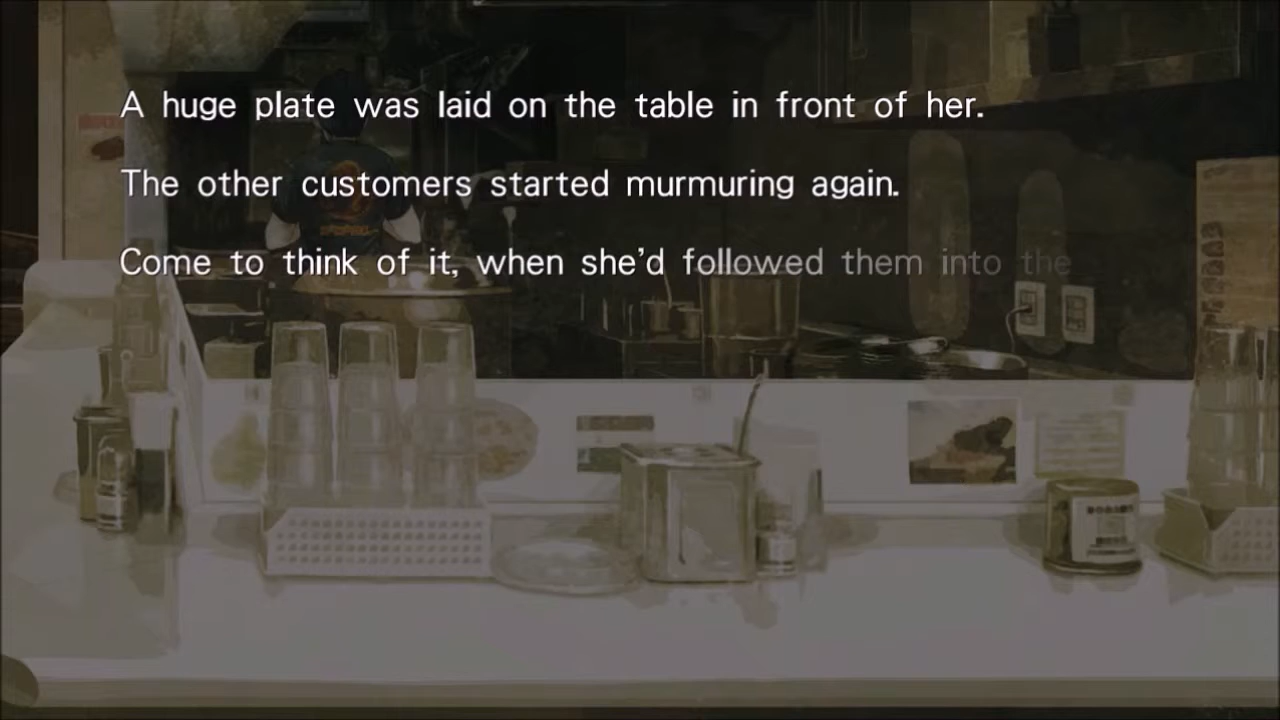 A huge plate was laid on the table in front of her.
The other customers started murmuring again.
Come to think of it, when she’d followed them into the